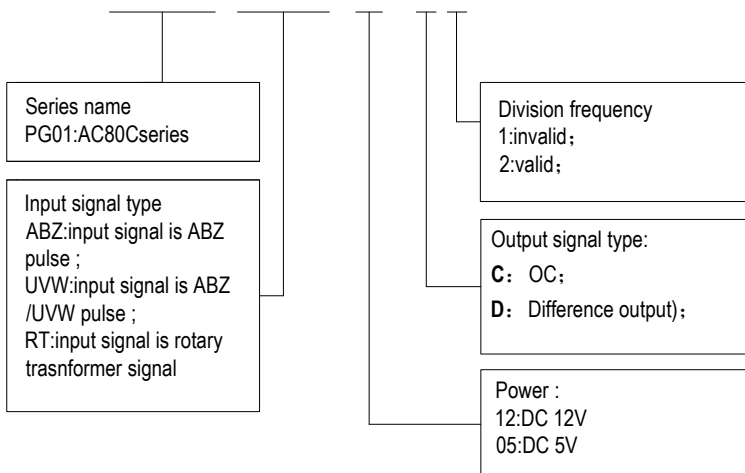 Series name
PG01:AC80Cseries
Input signal type
ABZ:input signal is ABZ
pulse ;
UVW:input signal is ABZ
/UVW pulse ;
RT:input signal is rotary
trasnformer signal
Division frequency
1:invalid；
2:valid；
Output signal type:
C： OC；
D： Difference output)；
Power :
12:DC 12V
05:DC 5V